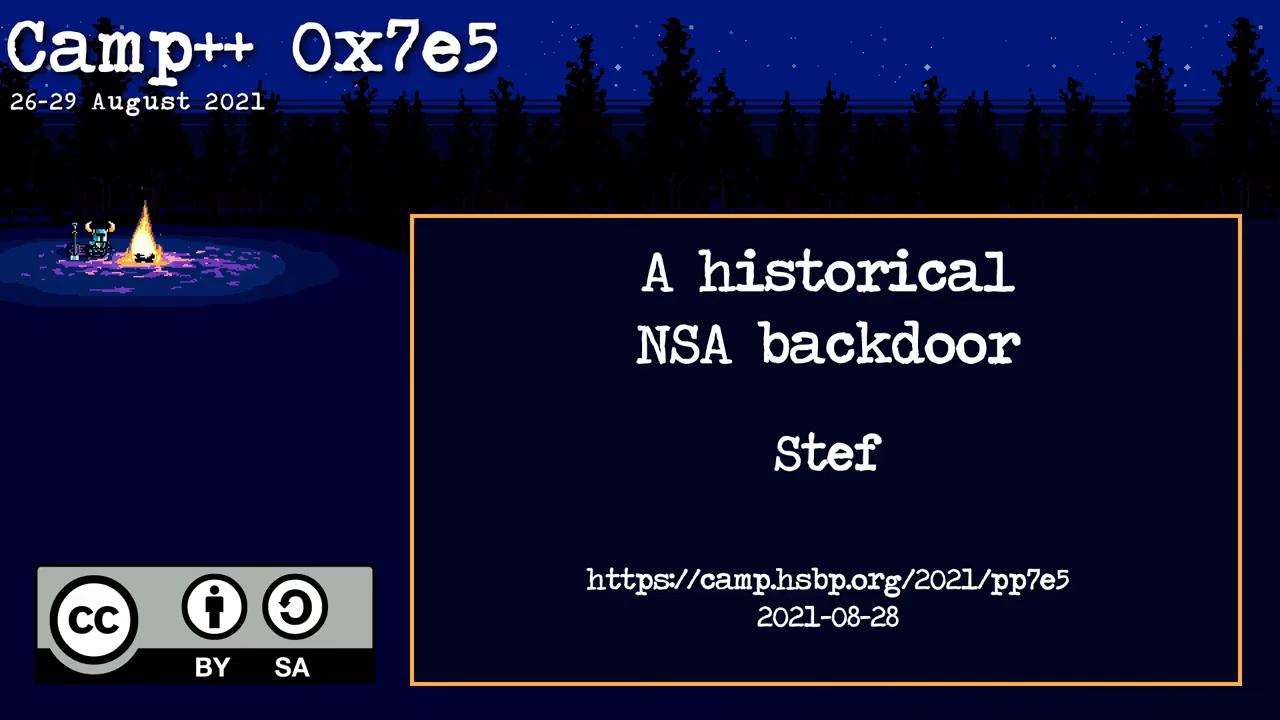 Camp++ 0x7e5
26-29 August 2021
A historical
NSA backdoor
Stef
https://camp.hsbp.org/2021/pp7e5
2021-08-28
CC
BY SA